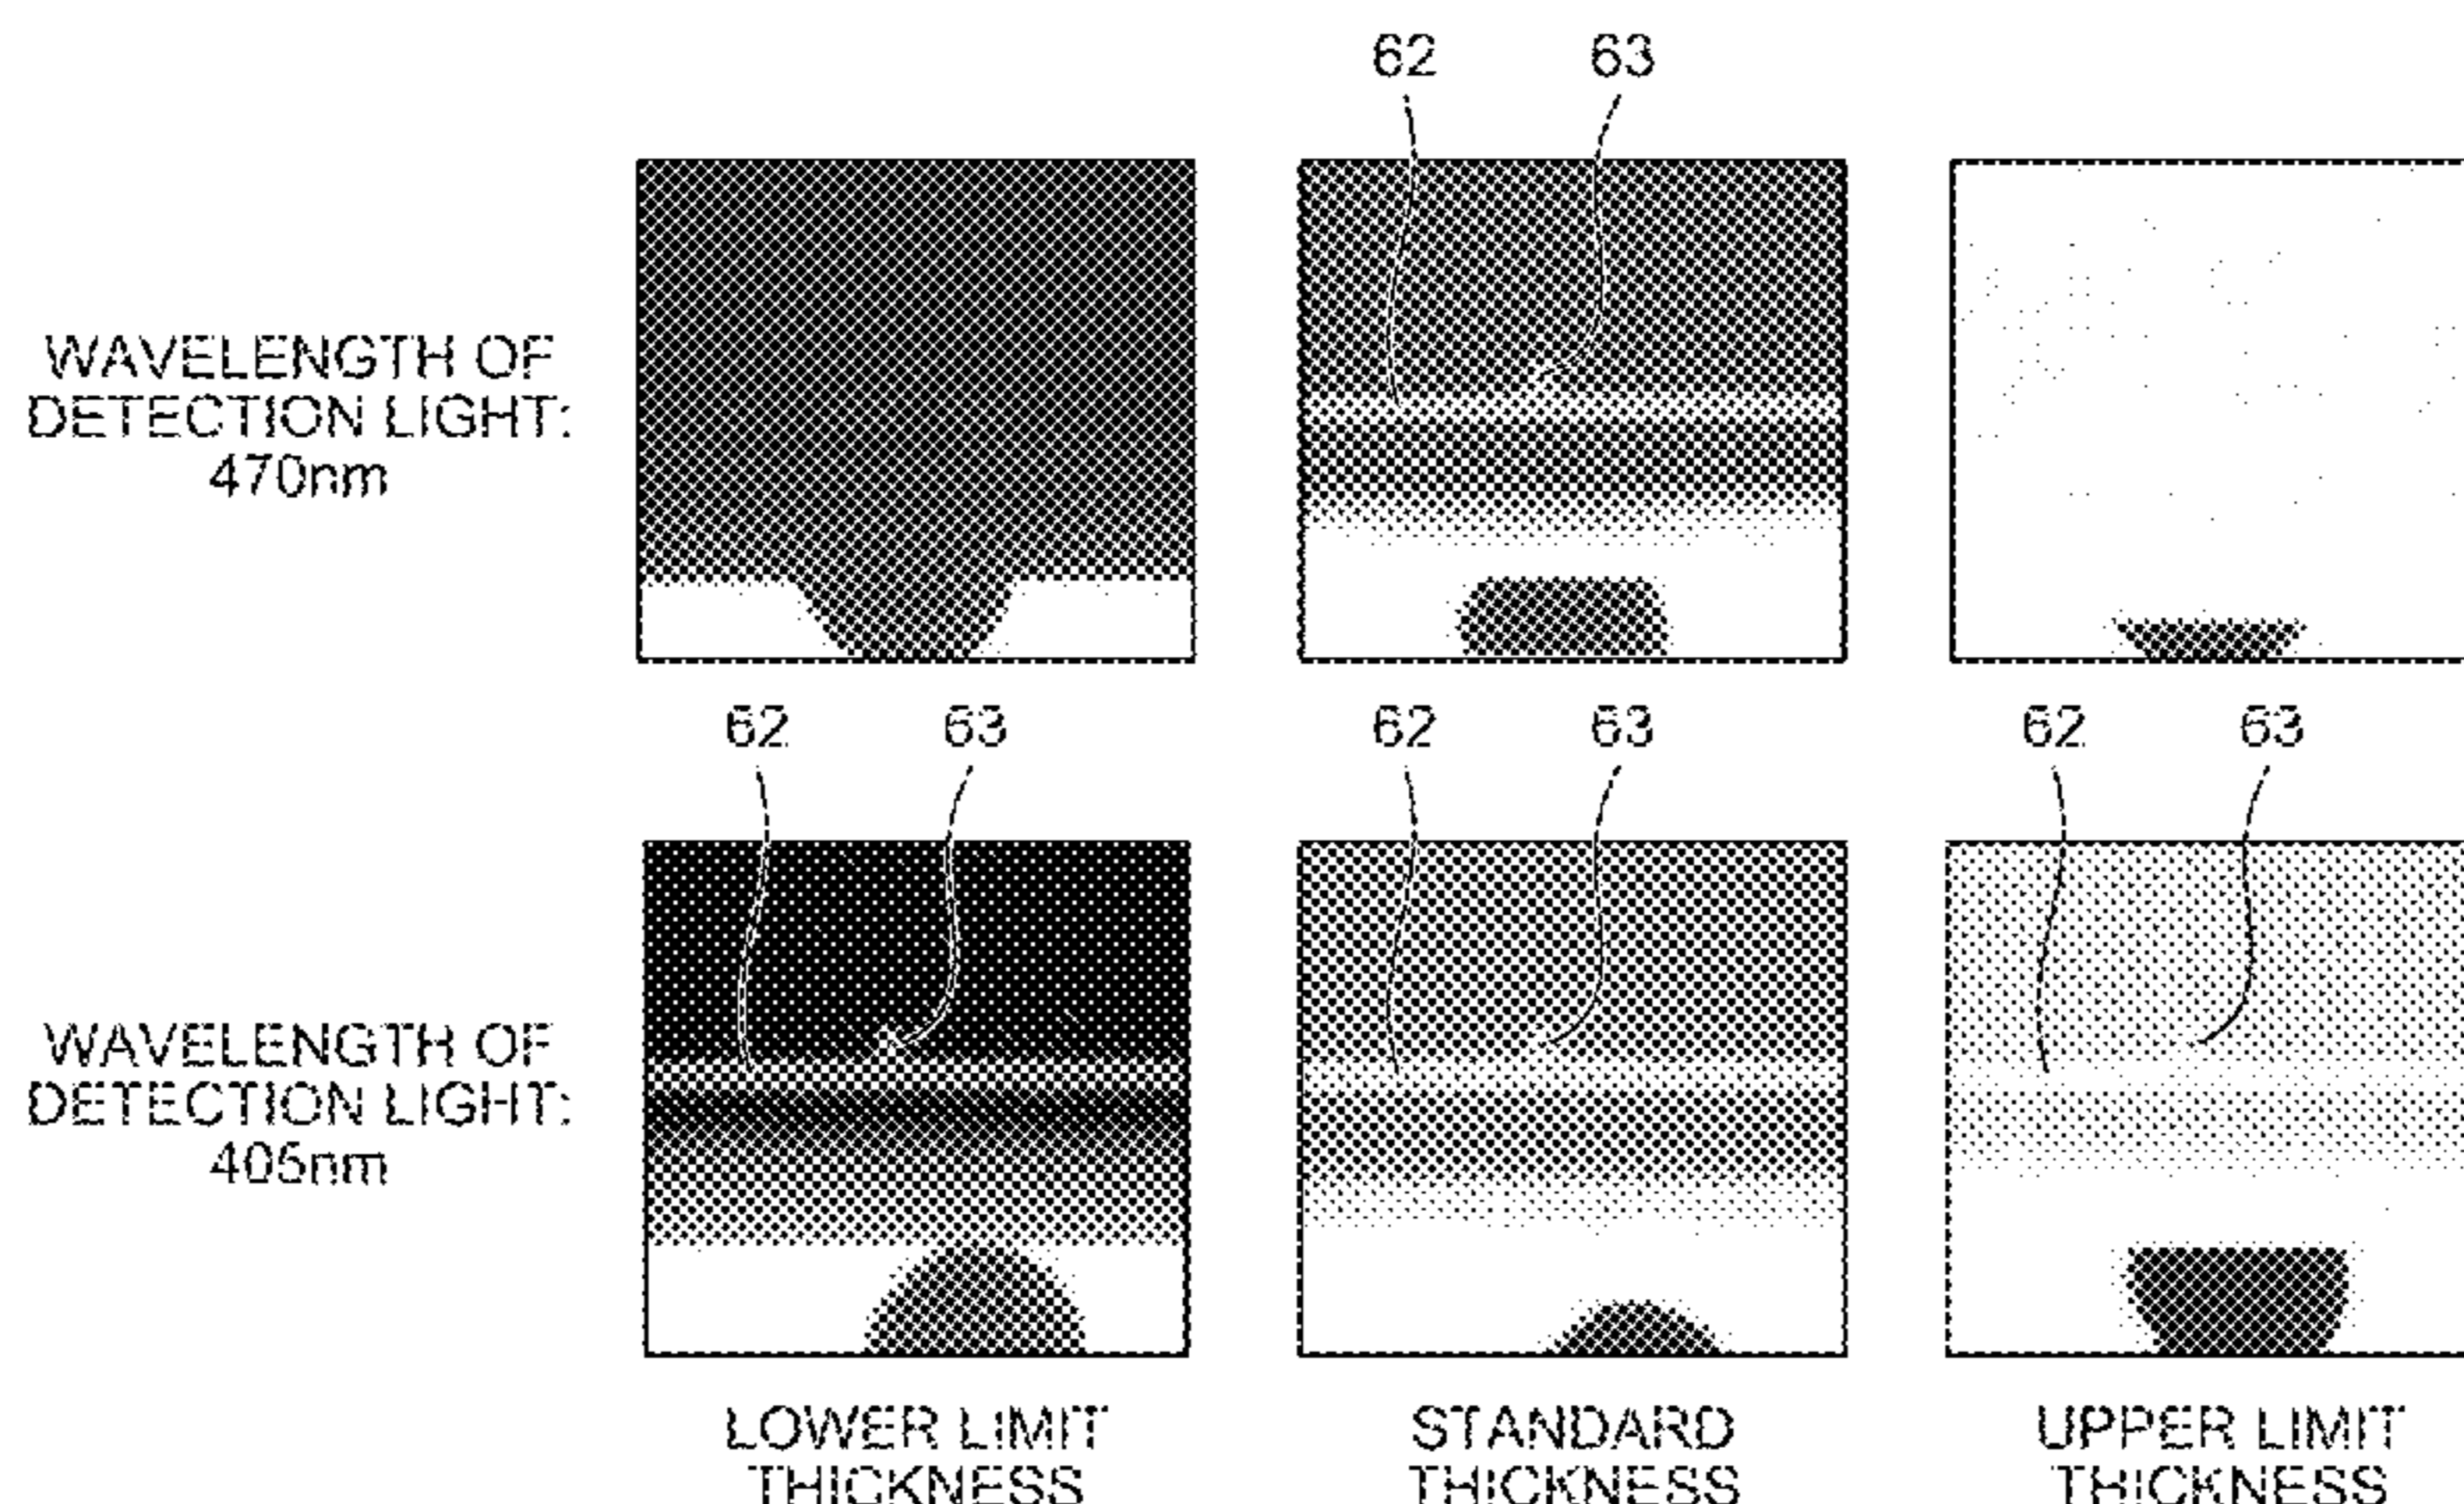 62 63
WAVELENGTH OF
DETECTION LIGHT:
470nm
62 63 62 63 62 63
WAVELENGTH OF
DETECTION LIGHT:
405nm
LOWER LIMIT
THICKNESS
STANDARD
THICKNESS
UPPER LIMIT
THICKNESS